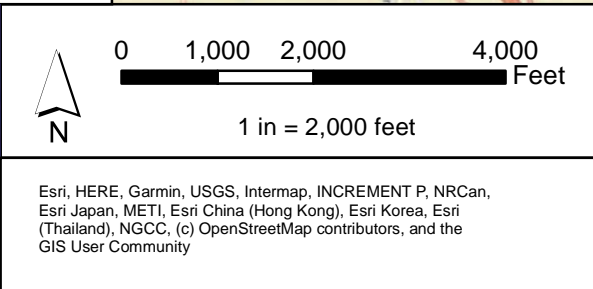 0 1,000 2,000 4,000
Feet
N
1 in = 2,000 feet
Esri, HERE, Garmin, USGS, Intermap, INCREMENT P, NRCan,
Esri Japan, METI, Esri China (Hong Kong), Esri Korea, Esri
(Thailand), NGCC, (c) OpenStreetMap contributors, and the
GIS User Community